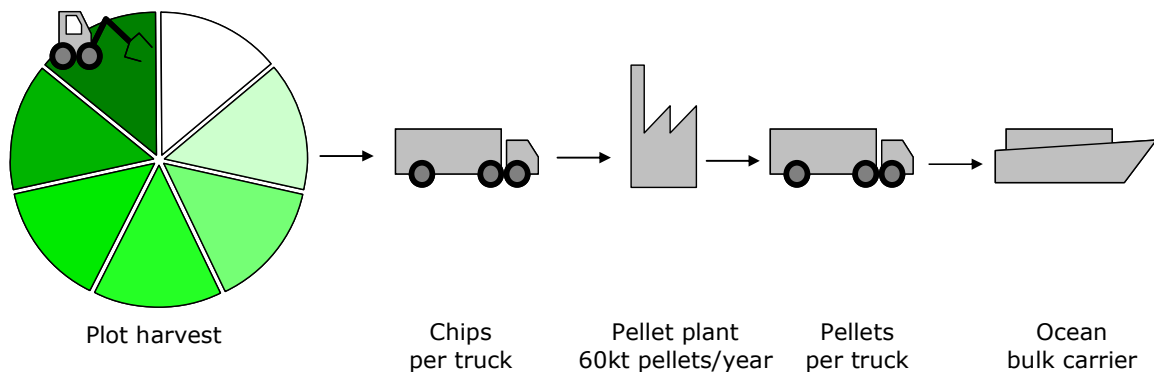 Plot harvest
Chips
per truck
Pellet plant
60kt pellets/year
Pellets
per truck
Ocean
bulk carrier